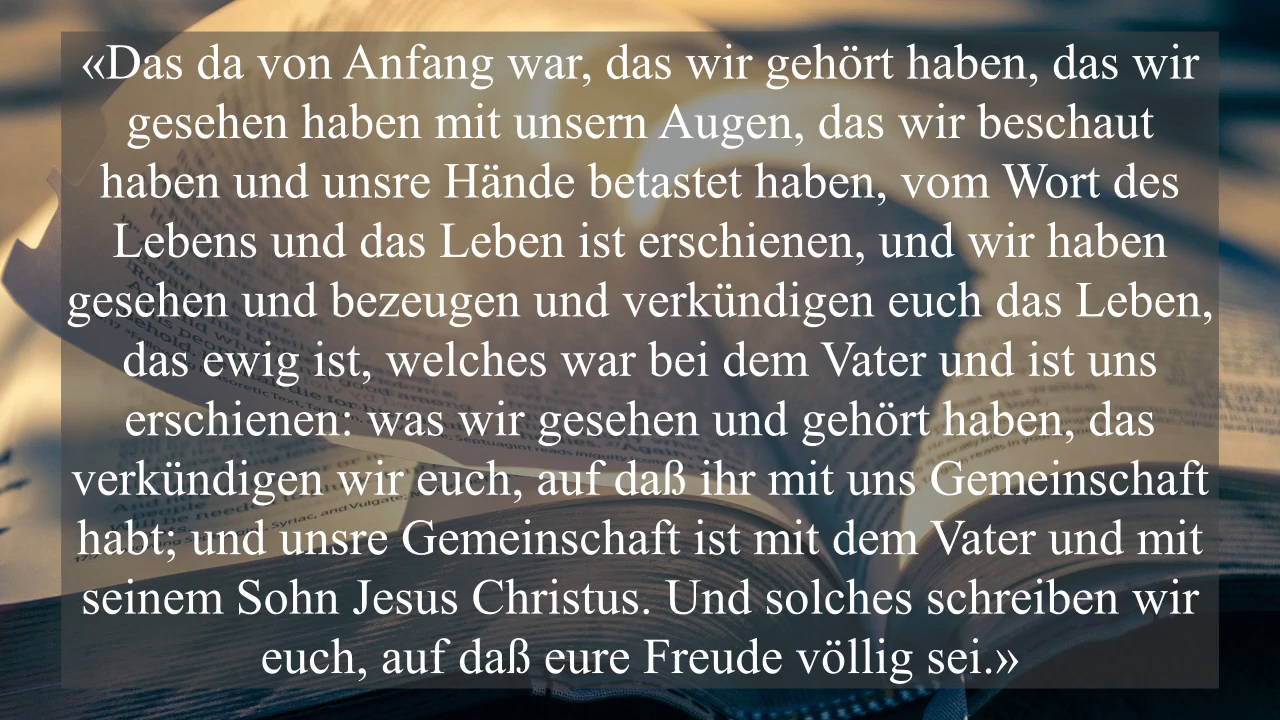 «Das da von Anfang war, das wir gehört haben, das wir
gesehen haben mit unsern Augen, das wir beschaut
haben und unsre Hände betastet haben, vom Wort des
Lebens und das Leben ist erschienen, und wir haben
gesehen und bezeugen und verkündigen euch das Leben,
das ewig ist, welches war bei dem Vater und ist uns
erschienen: was wir gesehen und gehört haben, das
verkündigen wir euch, auf daß ihr mit uns Gemeinschaft
habt; und unsre Gemeinschaft ist mit dem Vater und mit
seinem Sohn Jesus Christus. Und solches schreiben wir
euch, auf daß eure Freude völlig sei.»